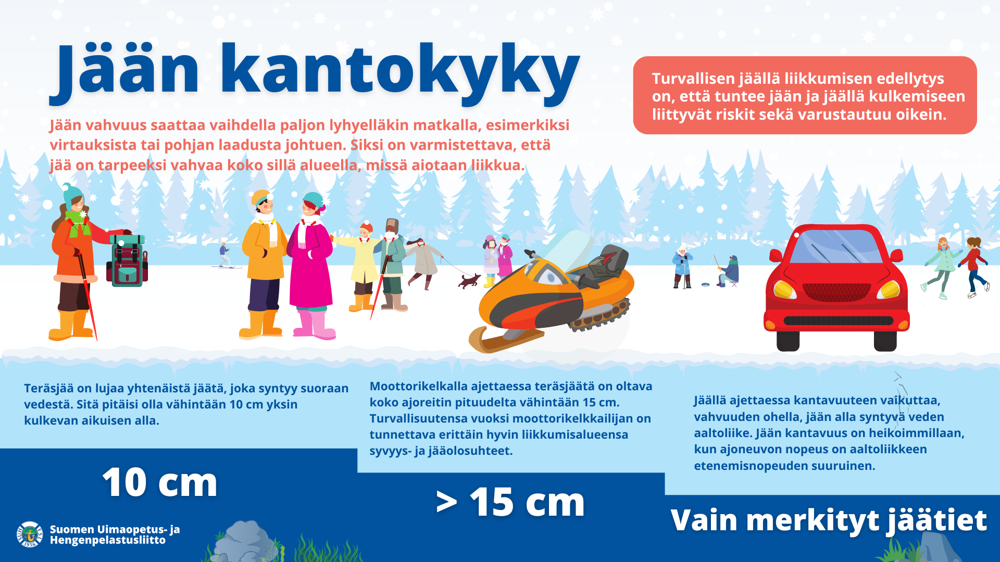 Jään kantokyky
Jään vahvuus saattaa vaihdella paljon lyhyelläkin matkalla, esimerkiksi
virtauksista tai pohjan laadusta johtuen. Siksi on varmistettava, että
jää on tarpeeksi vahvaa koko sillä alueella, missä aiotaan liikkua.
Turvallisen jäällä liikkumisen edellytys
on, että tuntee jään ja jäällä kulkemiseen
liittyvät riskit sekä varustautuu oikein.
Teräsjää on lujaa yhtenäistä jäätä, joka syntyy suoraan
vedestä. Sitä pitäisi olla vähintään 10 cm yksin
kulkevan aikuisen alla.
10 cm
Moottorikelkalla ajettaessa teräsjäätä on oltava
koko ajoreitin pituudelta vähintään 15 cm.
Turvallisuutensa vuoksi moottorikelkkailijan on
tunnettava erittäin hyvin liikkumisalueensa
syvyys- ja jääolosuhteet.
> 15 cm
Jäällä ajettaessa kantavuuteen vaikuttaa,
vahvuuden ohella, jään alla syntyvä veden
aaltoliike. Jään kantavuus on heikoimmillaan,
kun ajoneuvon nopeus on aaltoliikkeen
etenemisnopeuden suuruinen.
Vain merkityt jäätiet
SUH FSL
1956
Suomen Uimaopetus- ja
Hengenpelastusliitto